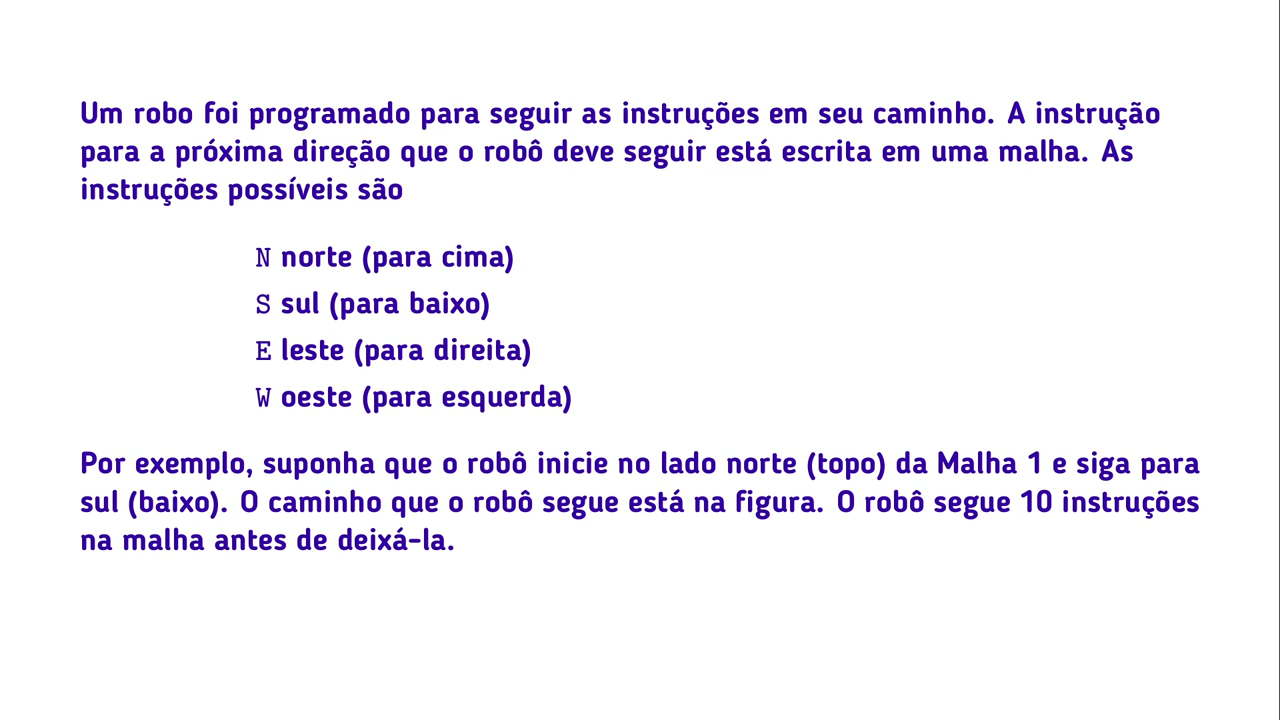 Um robo foi programado para seguir as instruções em seu caminho. A instrução
para a próxima direção que o robô deve seguir está escrita em uma malha. As
instruções possíveis são
N norte (para cima)
S sul (para baixo)
E leste (para direita)
W oeste (para esquerda)
Por exemplo, suponha que o robô inicie no lado norte (topo) da Malha 1 e siga para
sul (baixo). O caminho que o robô segue está na figura. O robô segue 10 instruções
na malha antes de deixá-la.